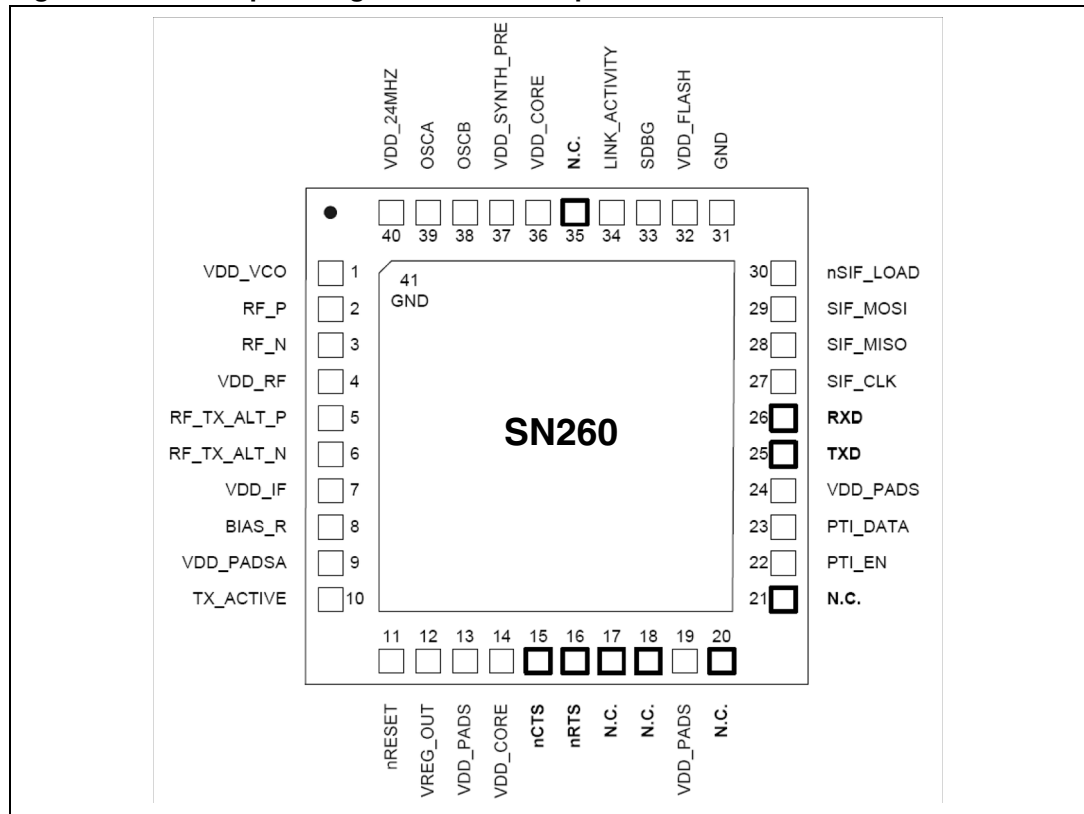 VDD_24MHZ
OSCA
OSCB
VDD_SYNTH_PRE
VDD_CORE
N.C.
LINK_ACTIVITY
SDBG
VDD_FLASH
GND
40 39 38 37 36 35 34 33 32 31
VDD_VCO 1
RF_P 2
RF_N 3
VDD_RF 4
RF_TX_ALT_P 5
RF_TX_ALT_N 6
VDD_IF 7
BIAS_R 8
VDD_PADSA 9
TX_ACTIVE 10
41
GND
SN260
30 nSIF_LOAD
29 SIF_MOSI
28 SIF_MISO
27 SIF_CLK
26 RXD
25 TXD
24 VDD_PADS
23 PTI_DATA
22 PTI_EN
21 N.C.
11 12 13 14 15 16 17 18 19 20
nRESET
VREG_OUT
VDD_PADS
VDD_CORE
nCTS
nRTS
N.C.
N.C.
VDD_PADS
N.C.